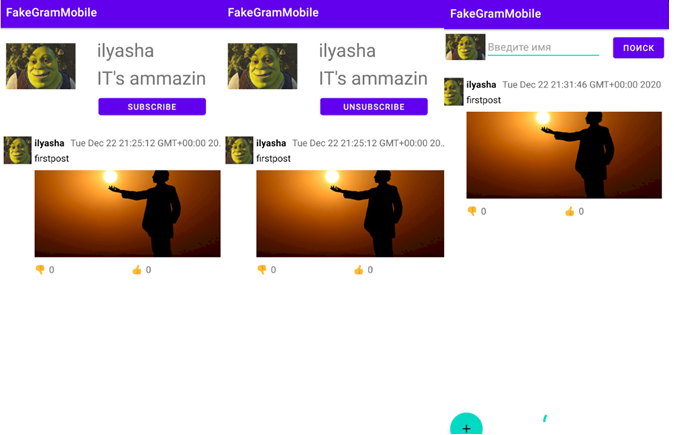 FakeGramMobile
ilyasha
IT's ammazin
SUBSCRIBE
ilyasha Tue Dec 22 21:25:12 GMT+00:00 20..
firstpost
👎 0 👍 0
FakeGramMobile
ilyasha
IT's ammazin
UNSUBSCRIBE
ilyasha Tue Dec 22 21:25:12 GMT+00:00 20...
firstpost
👎 0 👍 0
FakeGramMobile
Введите имя ПОИСК
ilyasha Tue Dec 22 21:31:46 GMT+00:00 2020
firstpost
👎 0 👍 0
+